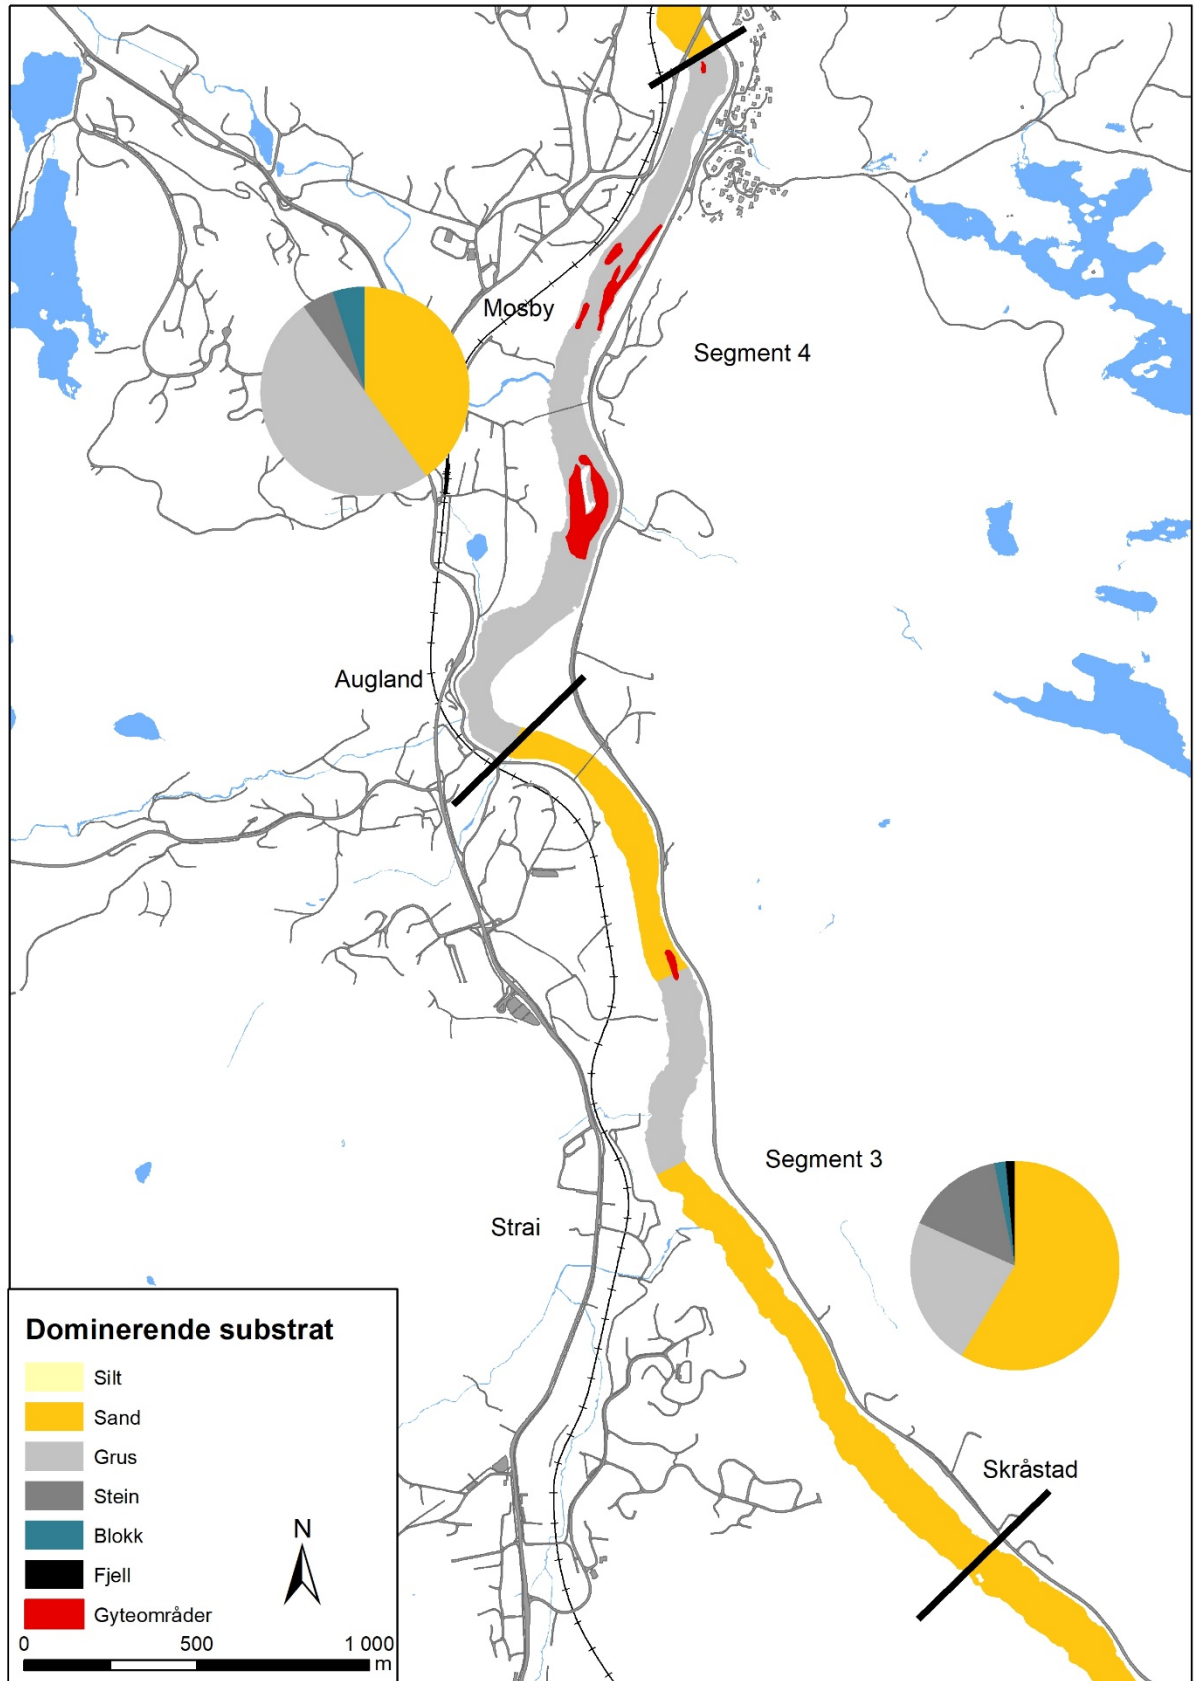 Mosby
Segment 4
Augland
Segment 3
Strai
Skråstad
Dominerende substrat
Silt
Sand
Grus
Stein
Blokk
Fjell
Gyteområder
N
0 500 1 000
m